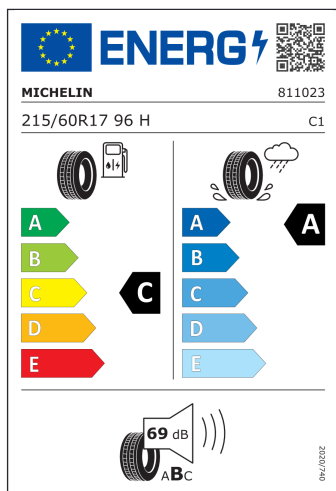 ENERG
MICHELIN 811023
215/60R17 96 H C1
A A A
B B
C C C
D D
E E
69 dB
ABC
2020/740